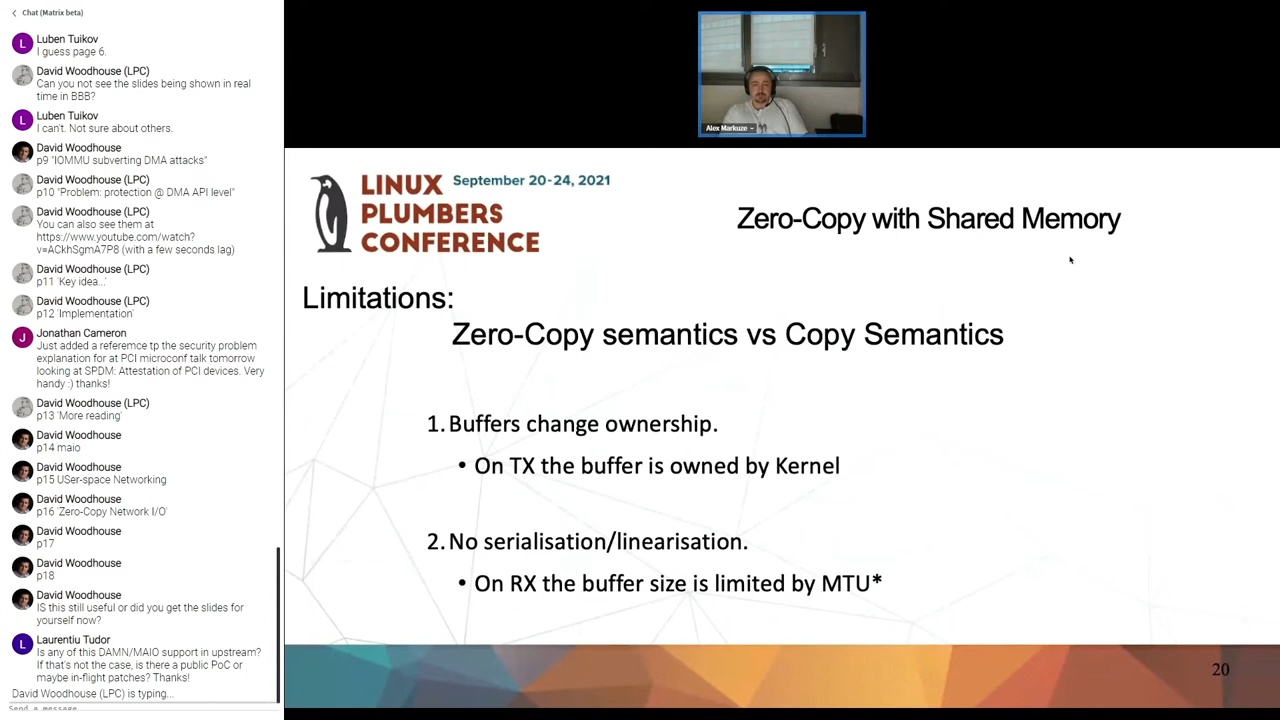 Chat (Matrix beta)
Luben Tuikov
I guess page 6.
David Woodhouse (LPC)
Can you not see the slides being shown in real
time in BBB?
Luben Tuikov
I can't. Not sure about others.
David Woodhouse
p9 "IOMMU subverting DMA attacks"
David Woodhouse (LPC)
p10 "Problem: protection @ DMA API level"
David Woodhouse (LPC)
You can also see them at
https://www.youtube.com/watch?
v=ACkhSgmA7P8 (with a few seconds lag)
David Woodhouse (LPC)
p11 'Key idea...'
David Woodhouse (LPC)
p12 'Implementation'
Jonathan Cameron
Just added a reference tp the security problem
explanation for at PCI microconf talk tomorrow
looking at SPDM: Attestation of PCI devices. Very
handy :) thanks!
David Woodhouse (LPC)
p13 'More reading'
David Woodhouse
p14 maio
David Woodhouse
p15 USer-space Networking
David Woodhouse
p16 'Zero-Copy Network I/O'
David Woodhouse
p17
David Woodhouse
p18
David Woodhouse
IS this still useful or did you get the slides for
yourself now?
Laurentiu Tudor
Is any of this DAMN/MAIO support in upstream?
If that's not the case, is there a public PoC or
maybe in-flight patches? Thanks!
David Woodhouse (LPC) is typing...
Send a message
Alex Markuze
LINUX
PLUMBERS
CONFERENCE
September 20-24, 2021
Zero-Copy with Shared Memory
Limitations:
Zero-Copy semantics vs Copy Semantics
1. Buffers change ownership.
• On TX the buffer is owned by Kernel
2. No serialisation/linearisation.
• On RX the buffer size is limited by MTU*
20